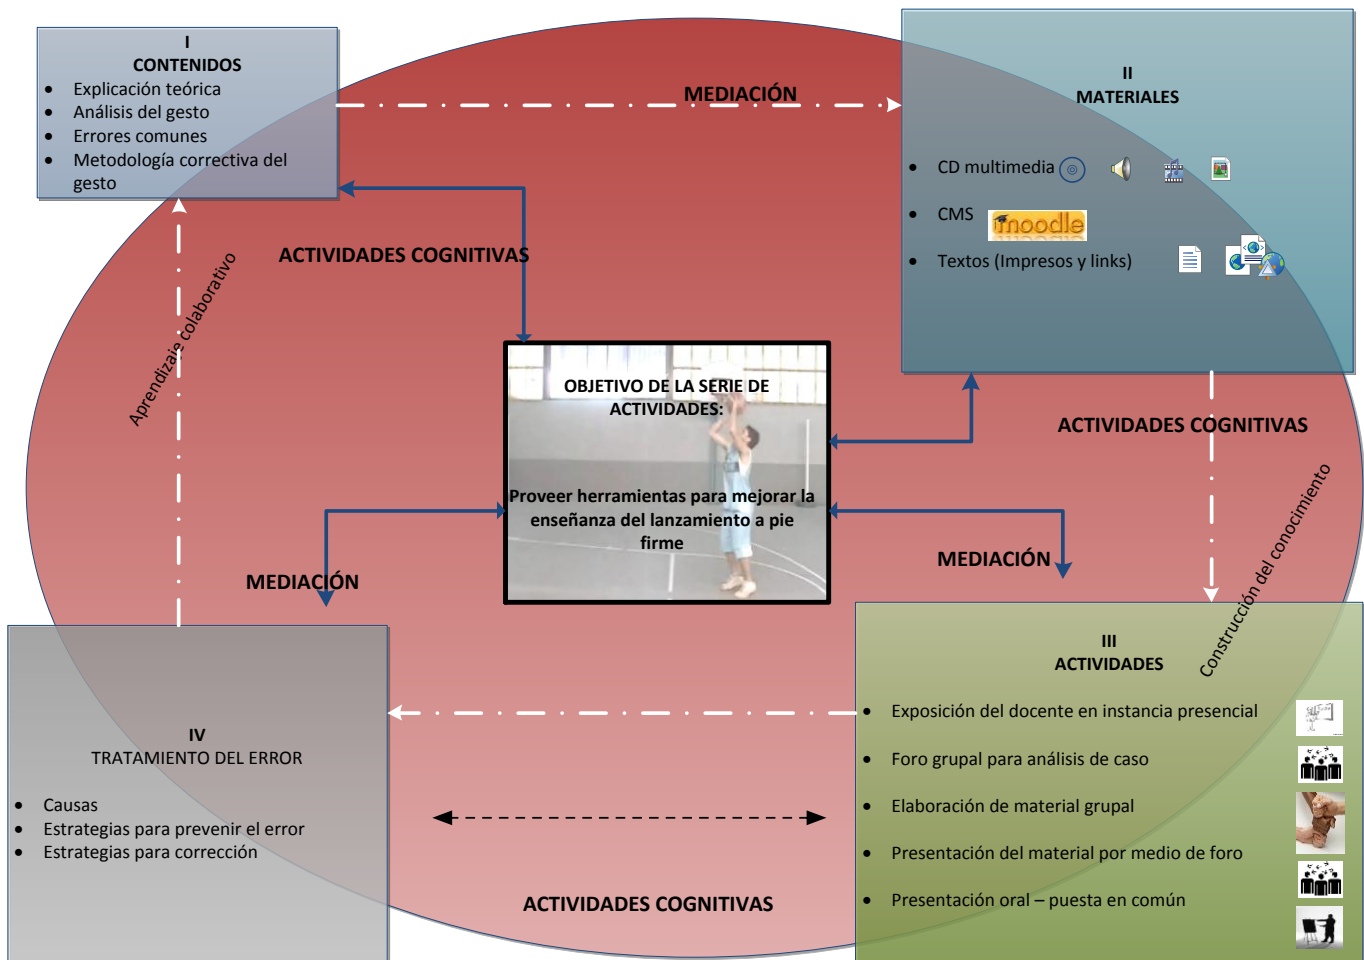 I
CONTENIDOS
• Explicación teórica
• Análisis del gesto
• Errores comunes
• Metodología correctiva del
gesto
MEDIACIÓN
II
MATERIALES
• CD multimedia
• CMS
moodle
• Textos (Impresos y links)
ACTIVIDADES COGNITIVAS
Aprendizaje colaborativo
OBJETIVO DE LA SERIE DE
ACTIVIDADES:
Proveer herramientas para mejorar la
enseñanza del lanzamiento a pie
firme
ACTIVIDADES COGNITIVAS
Construcción del conocimiento
MEDIACIÓN
MEDIACIÓN
III
ACTIVIDADES
• Exposición del docente en instancia presencial
• Foro grupal para análisis de caso
• Elaboración de material grupal
• Presentación del material por medio de foro
• Presentación oral – puesta en común
IV
TRATAMIENTO DEL ERROR
• Causas
• Estrategias para prevenir el error
• Estrategias para corrección
ACTIVIDADES COGNITIVAS